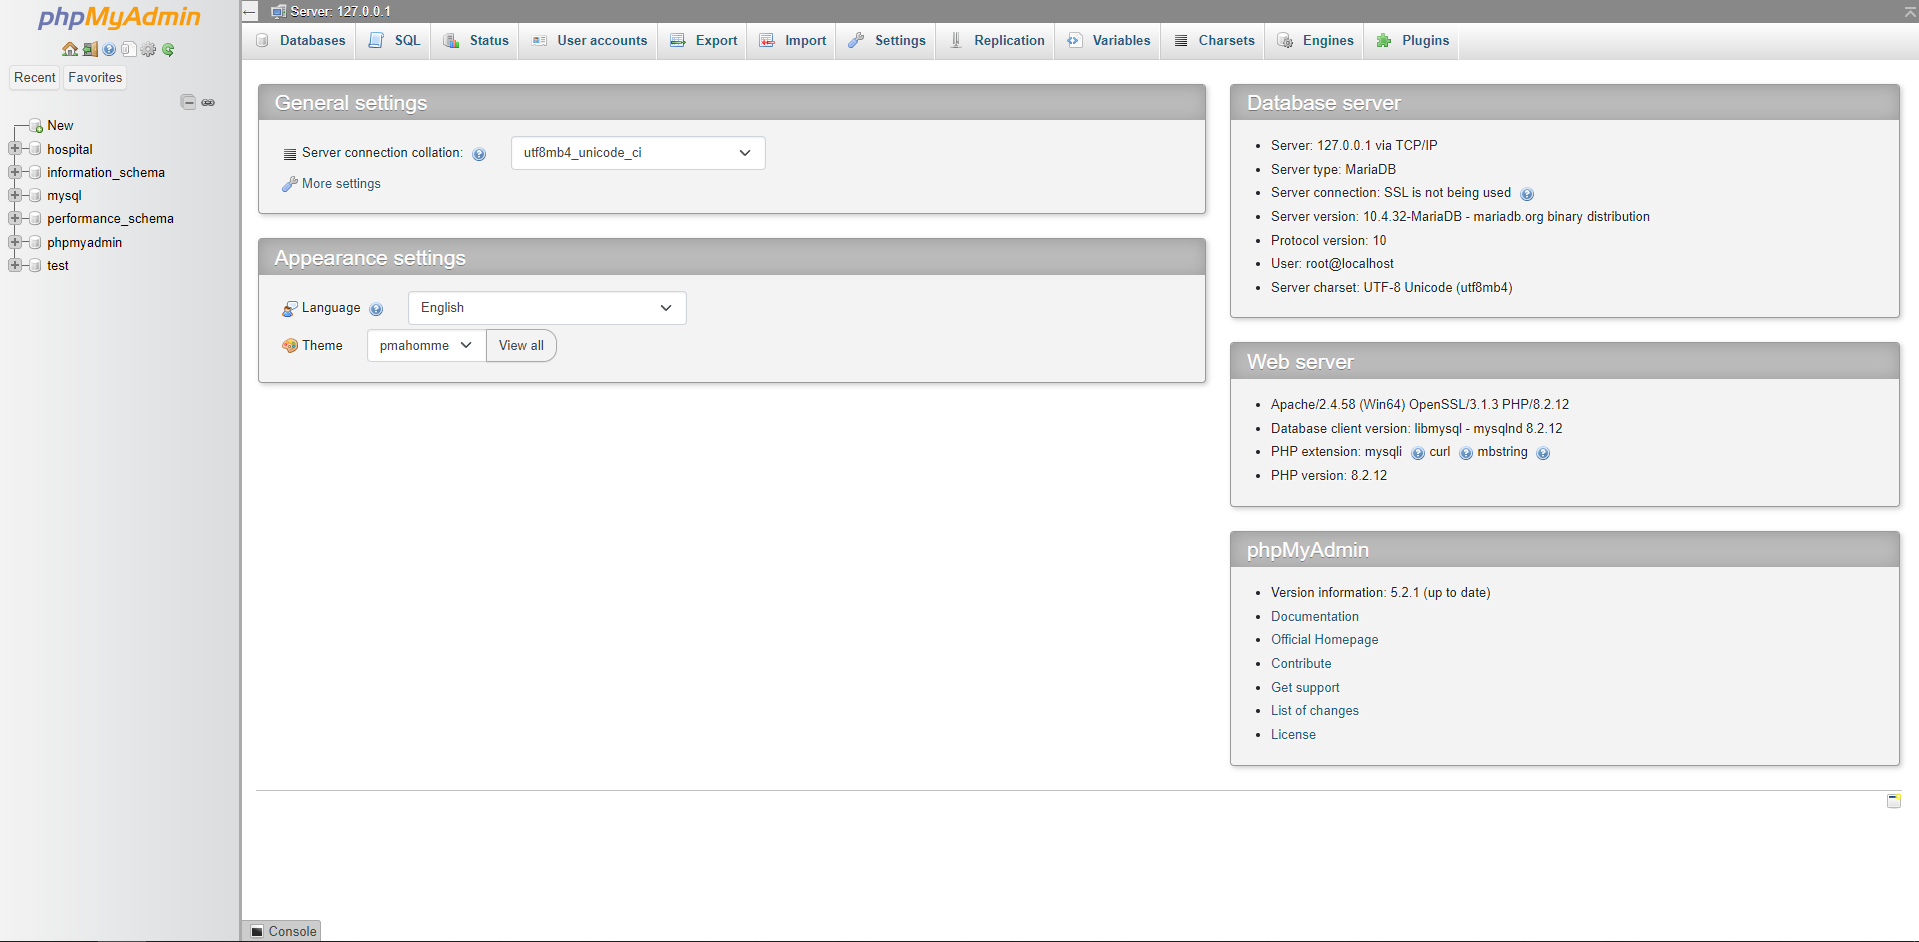 phpMyAdmin
Recent
Favorites
New
hospital
information_schema
mysql
performance_schema
phpmyadmin
test
Server: 127.0.0.1
Databases
SQL
Status
User accounts
Export
Import
Settings
Replication
Variables
Charsets
Engines
Plugins
General settings
Server connection collation:
utf8mb4_unicode_ci
More settings
Appearance settings
Language
English
Theme
pmahomme
View all
Database server
Server: 127.0.0.1 via TCP/IP
Server type: MariaDB
Server connection: SSL is not being used
Server version: 10.4.32-MariaDB - mariadb.org binary distribution
Protocol version: 10
User: root@localhost
Server charset: UTF-8 Unicode (utf8mb4)
Web server
Apache/2.4.58 (Win64) OpenSSL/3.1.3 PHP/8.2.12
Database client version: libmysql - mysqlnd 8.2.12
PHP extension: mysqli curl mbstring
PHP version: 8.2.12
phpMyAdmin
Version information: 5.2.1 (up to date)
Documentation
Official Homepage
Contribute
Get support
List of changes
License
Console